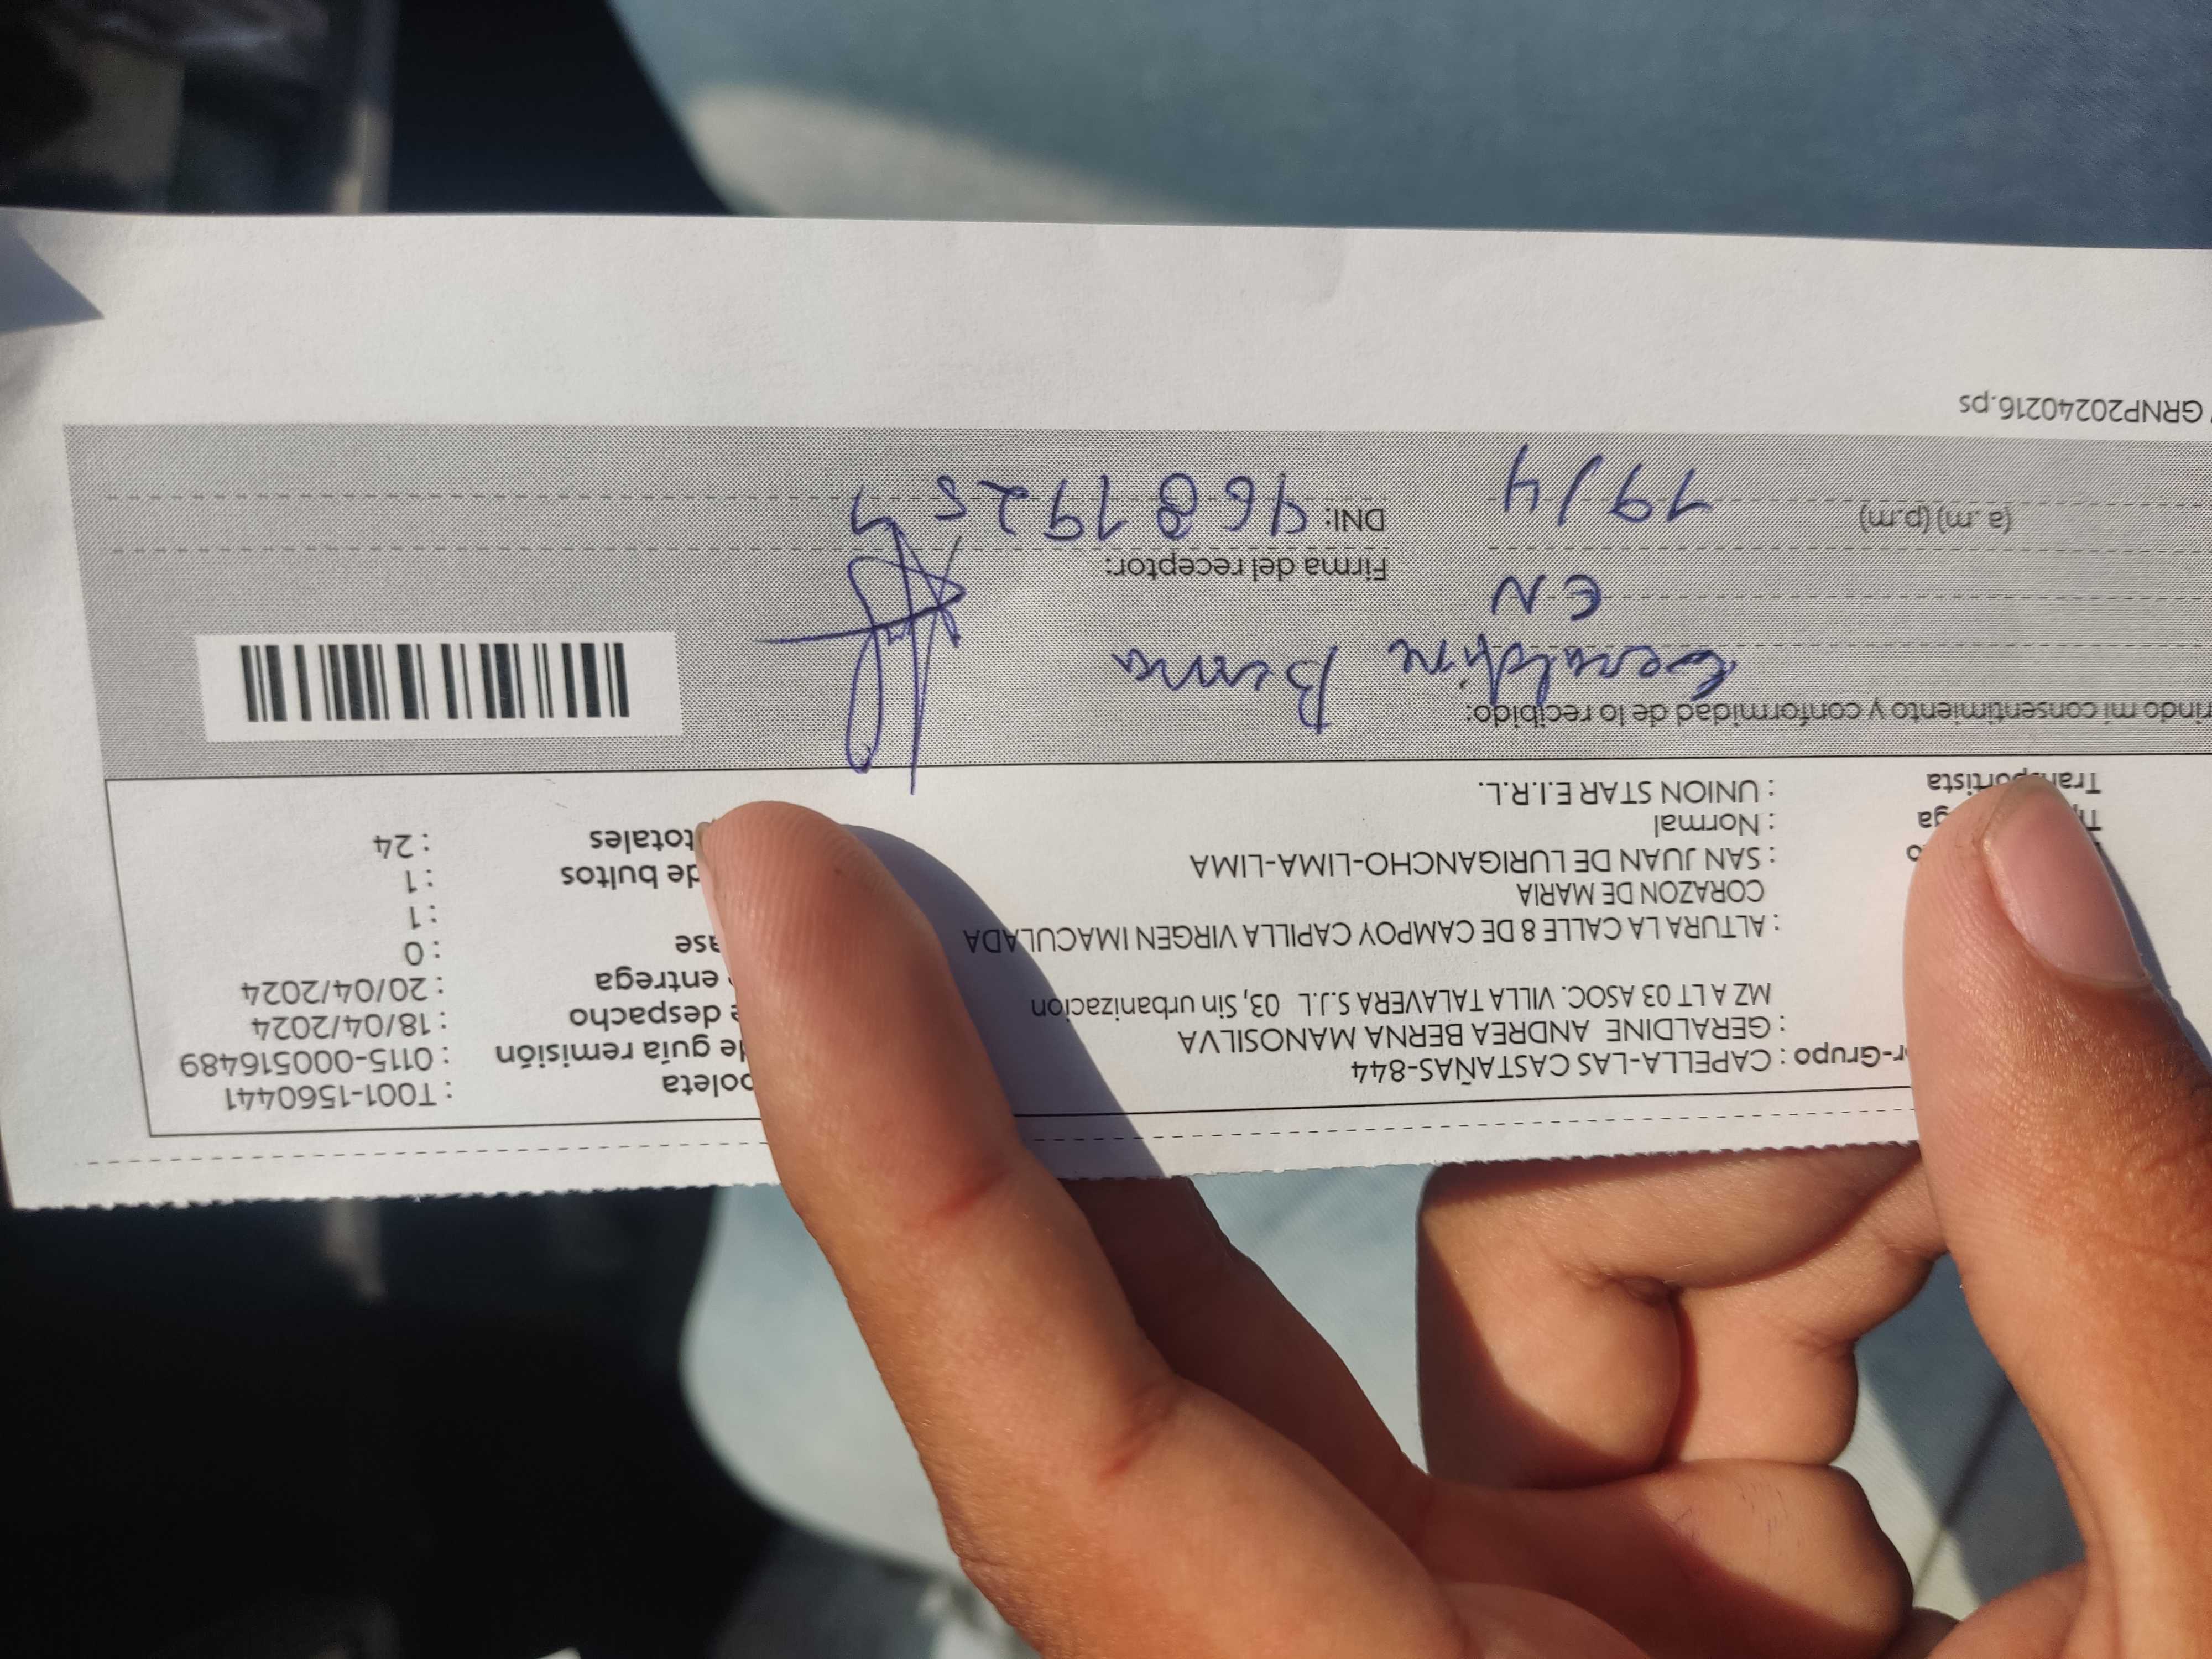 r-Grupo : CAPELLA-LAS CASTAÑAS-844
: GERALDINE ANDREA BERNA MANOSILVA
MZ A LT 03 ASOC. VILLA TALAVERA S.J.L 03, Sin urbanizacion
: ALTURA LA CALLE 8 DE CAMPOY CAPILLA VIRGEN IMACULADA
CORAZON DE MARIA
: SAN JUAN DE LURIGANCHO-LIMA-LIMA
: Normal
Transportista : UNION STAR E.I.R.L.
oleta : T001-1560441
de guía remisión : 0115-000516489
e despacho : 18/04/2024
e entrega : 20/04/2024
ase : 0
: 1
de bultos : 1
totales : 24
rindo mi consentimiento y conformidad de lo recibido:
Geraldine Berna
EN
Firma del receptor:
(a.m) (p.m) 19/4
DNI: 46819254
GRNP20240216.ps